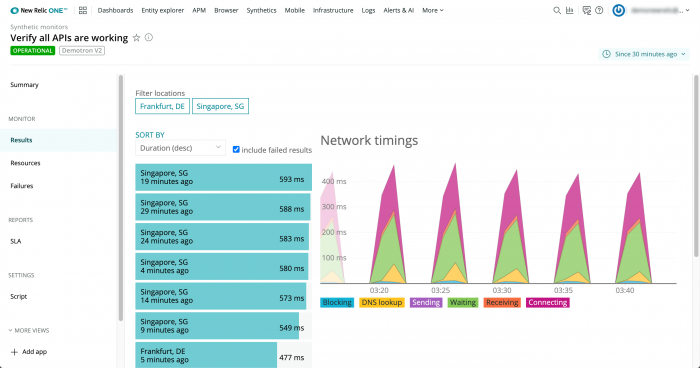 New Relic ONE™
Dashboards Entity explorer APM Browser Synthetics Mobile Infrastructure Logs Alerts & AI More
Synthetic monitors
Verify all APIs are working
OPERATIONAL Demotron V2
Since 30 minutes ago
Summary
MONITOR
Results
Resources
Failures
REPORTS
SLA
SETTINGS
Script
MORE VIEWS
Add app
Filter locations
Frankfurt, DE Singapore, SG
SORT BY
Duration (desc) include failed results
Singapore, SG
19 minutes ago 593 ms
Singapore, SG
29 minutes ago 588 ms
Singapore, SG
24 minutes ago 583 ms
Singapore, SG
4 minutes ago 580 ms
Singapore, SG
14 minutes ago 573 ms
Singapore, SG
9 minutes ago 549 ms
Frankfurt, DE
5 minutes ago 477 ms
Network timings
400 ms
300 ms
200 ms
100 ms
03:20 03:25 03:30 03:35 03:40
Blocking DNS lookup Sending Waiting Receiving Connecting